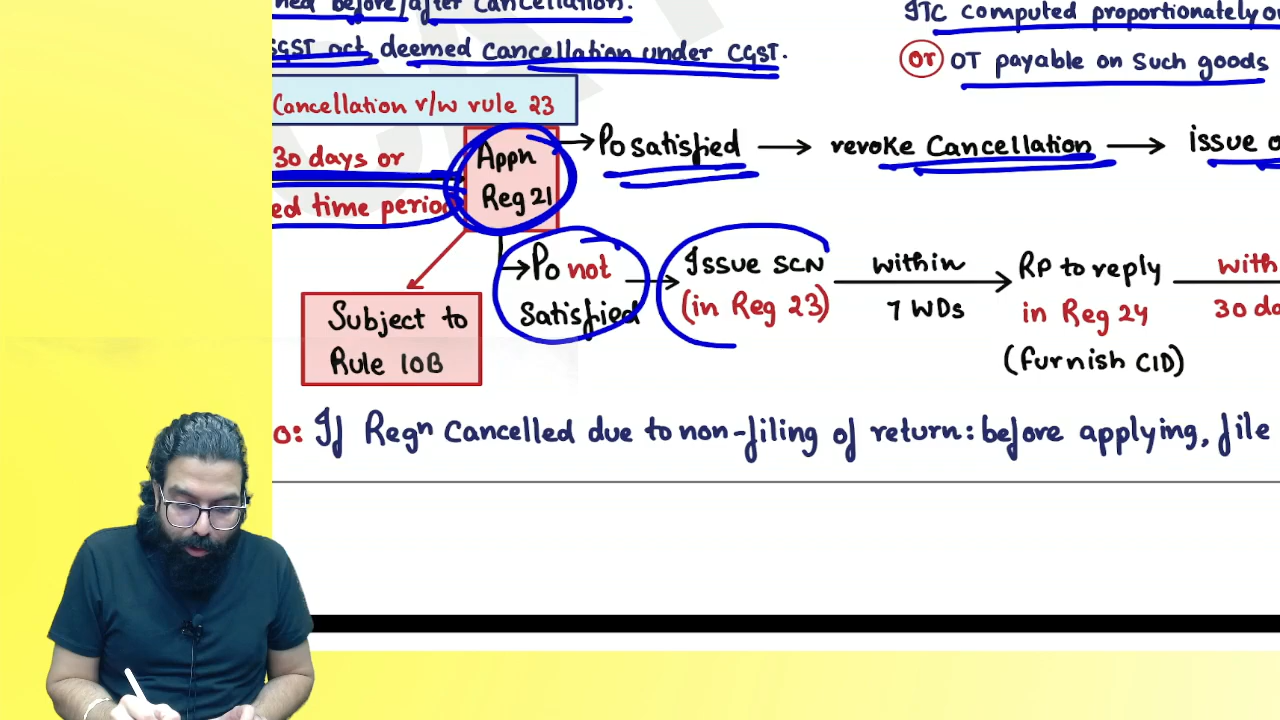 ned before/after Cancellation.
SGST act deemed Cancellation under CGST.
ITC computed proportionately
or OT payable on Such goods
Cancellation r/w rule 23
30 days or
ed time period
Appn
Reg 21
Po satisfied
revoke Cancellation
issue
Po not
Satisfied
Issue SCN
(in Reg 23)
within
7 WDs
RP to reply
in Reg 24
(furnish CID)
with
30 da
Subject to
Rule 10B
o: If Regⁿ Cancelled due to non-filing of return: before applying, file